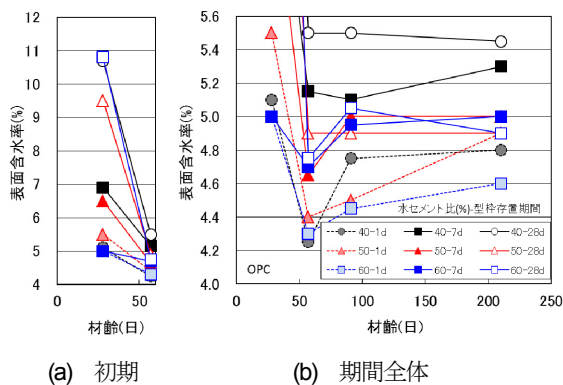 表面含水率(%)
12
11
10
9
8
7
6
5
4
0 50
材齢(日)
(a) 初期
表面含水率(%)
5.6
5.4
5.2
5.0
4.8
4.6
4.4
4.2
4.0
水セメント比(%)-型枠存置期間
40-1d 40-7d 40-28d
50-1d 50-7d 50-28d
60-1d 60-7d 60-28d
OPC
0 50 100 150 200 250
材齢(日)
(b) 期間全体